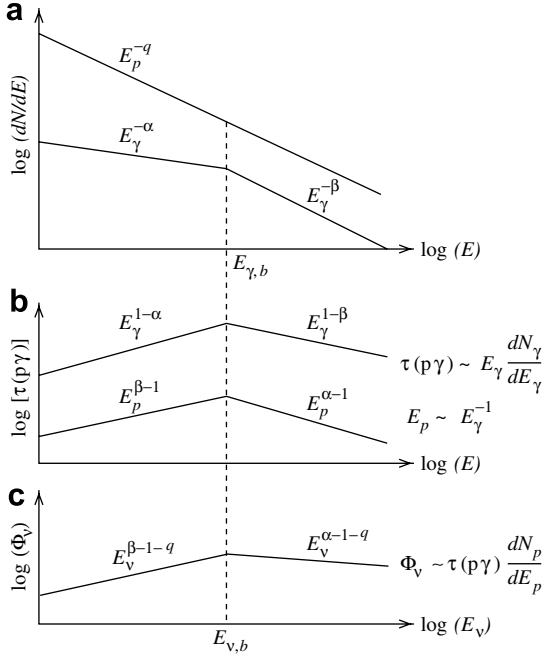 a
log (dN/dE)
E_p^{-q}
E_γ^{-α}
E_γ^{-β}
log (E)
E_{γ,b}
b
log [τ(pγ)]
E_γ^{1-α}
E_γ^{1-β}
τ(pγ) ~ E_γ dN_γ/dE_γ
E_p^{β-1}
E_p^{α-1}
E_p ~ E_γ^{-1}
log (E)
c
log (Φ_ν)
E_ν^{β-1-q}
E_ν^{α-1-q}
Φ_ν ~ τ(pγ) dN_p/dE_p
log (E_ν)
E_{ν,b}